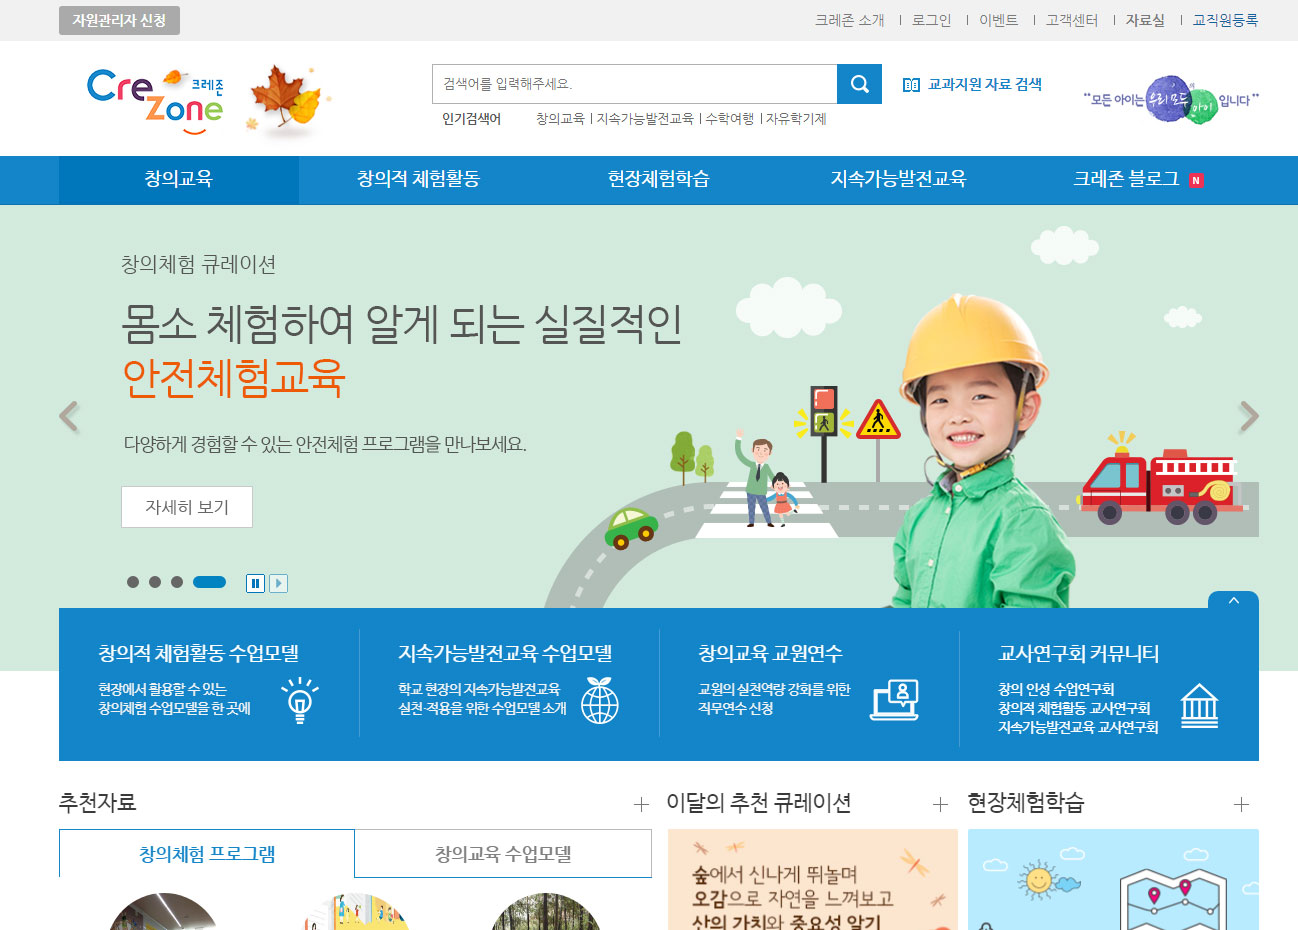 자원관리자 신청
크레존 소개 | 로그인 | 이벤트 | 고객센터 | 자료실 | 교직원등록
CreZone 크레존
검색어를 입력해주세요.
교과지원 자료 검색
"모든 아이는 우리 모두의 아이 입니다"
인기검색어 창의교육 | 지속가능발전교육 | 수학여행 | 자유학기제
창의교육 창의적 체험활동 현장체험학습 지속가능발전교육 크레존 블로그 N
창의체험 큐레이션
몸소 체험하여 알게 되는 실질적인
안전체험교육
다양하게 경험할 수 있는 안전체험 프로그램을 만나보세요.
자세히 보기
창의적 체험활동 수업모델
현장에서 활용할 수 있는
창의체험 수업모델을 한 곳에
지속가능발전교육 수업모델
학교 현장의 지속가능발전교육
실천·적용을 위한 수업모델 소개
창의교육 교원연수
교원의 실천역량 강화를 위한
직무연수 신청
교사연구회 커뮤니티
창의 인성 수업연구회
창의적 체험활동 교사연구회
지속가능발전교육 교사연구회
추천자료
창의체험 프로그램 창의교육 수업모델
이달의 추천 큐레이션
숲에서 신나게 뛰놀며
오감으로 자연을 느껴보고
산의 가치와 중요성 알기
현장체험학습